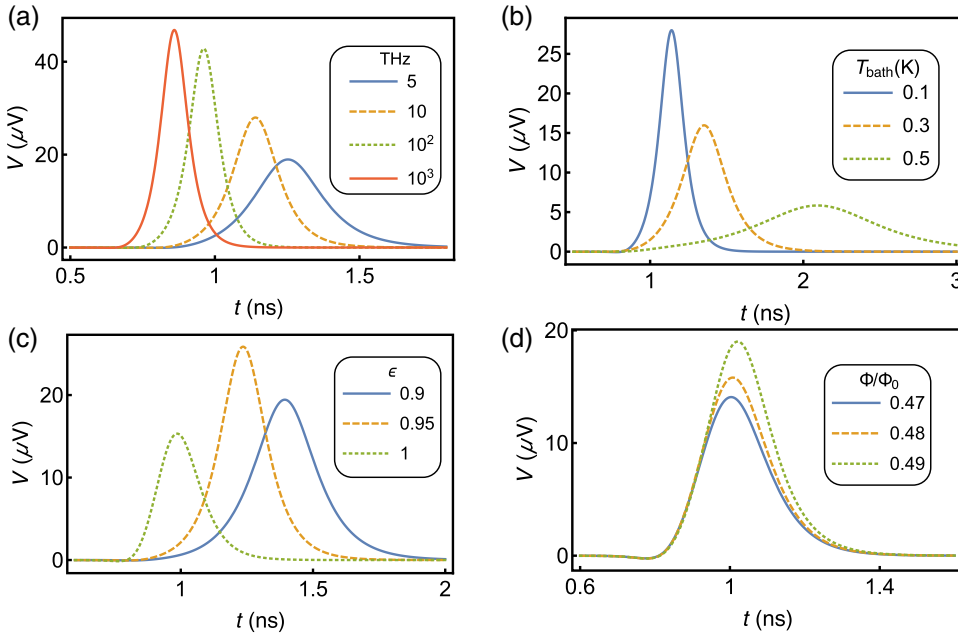 (a)
THz
5
10
10²
10³
V (μV)
40
20
0
0.5
1
1.5
t (ns)
(b)
T_bath(K)
0.1
0.3
0.5
V (μV)
25
20
15
10
5
0
1
2
3
t (ns)
(c)
ϵ
0.9
0.95
1
V (μV)
20
10
0
1
1.5
2
t (ns)
(d)
Φ/Φ₀
0.47
0.48
0.49
V (μV)
20
10
0
0.6
1
1.4
t (ns)